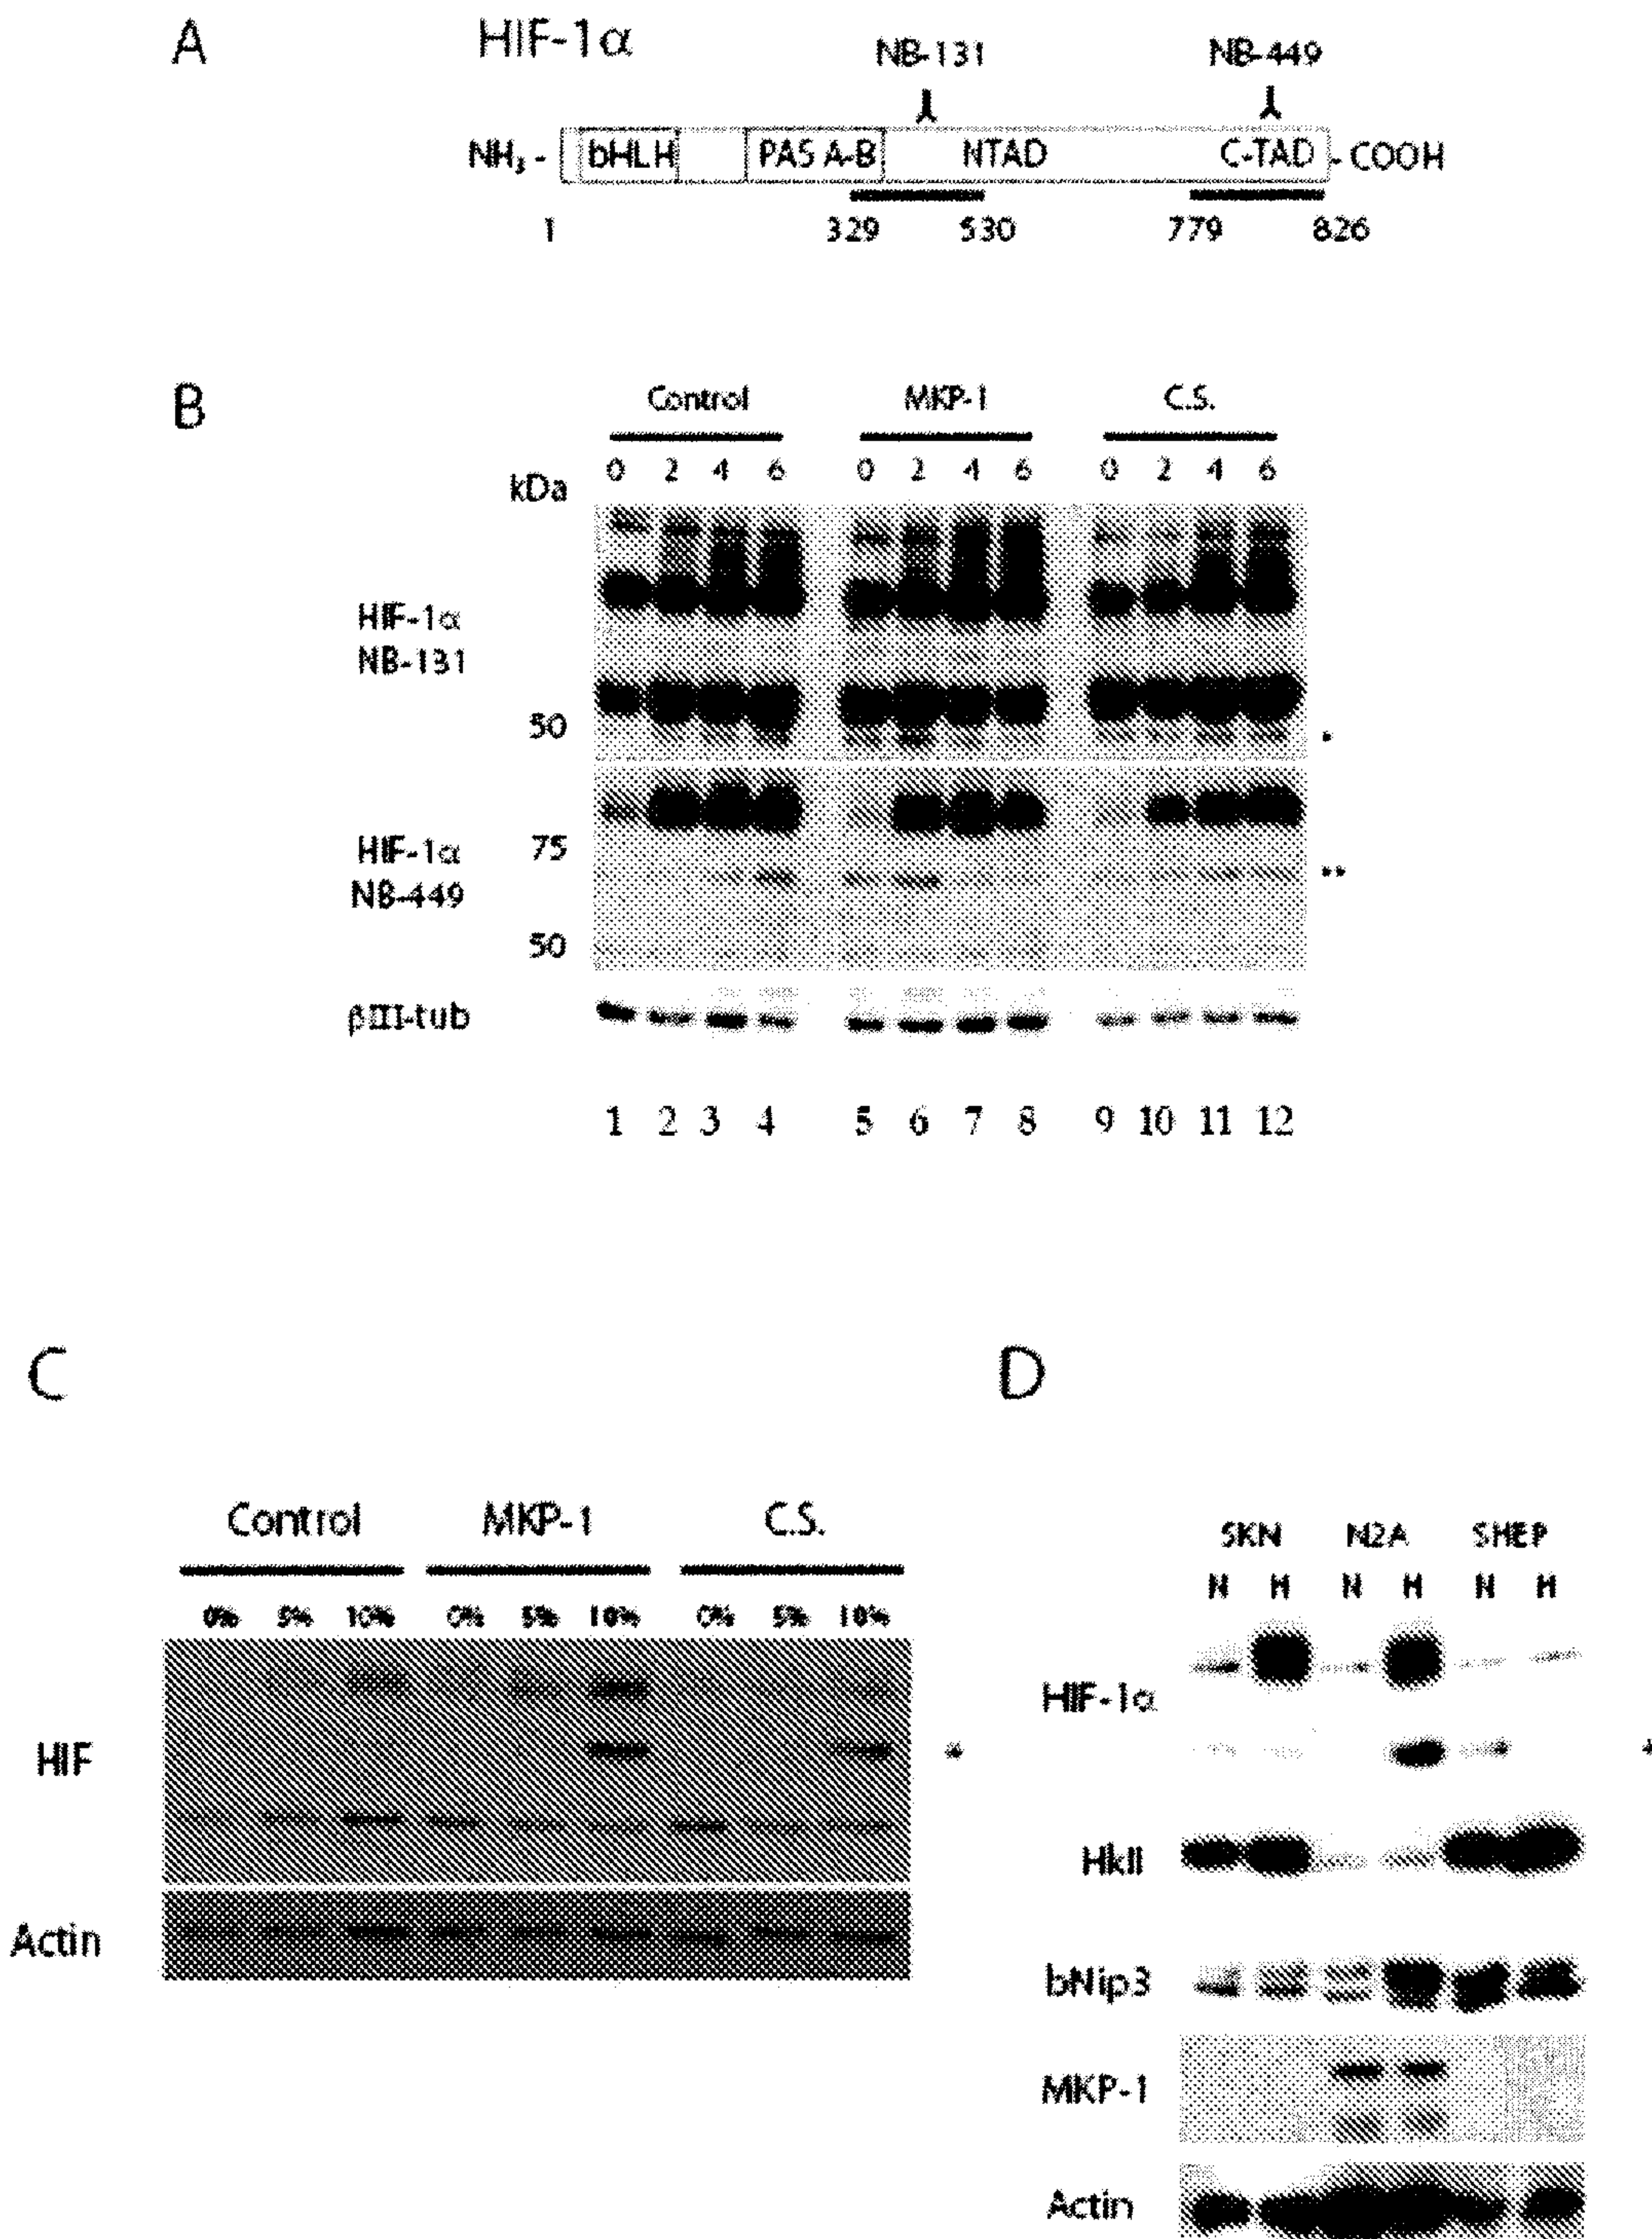 A
HIF-1α
NB-131
NB-449
NH₃ -
bHLH
PAS A-B
NTAD
C-TAD
- COOH
1
329
530
779
826
B
Control
MKP-1
C.S.
kDa
0 2 4 6
0 2 4 6
0 2 4 6
HIF-1α
NB-131
50
*
HIF-1α
NB-449
75
**
50
βIII-tub
1 2 3 4 5 6 7 8 9 10 11 12
C
Control
MKP-1
C.S.
0% 5% 10% 0% 5% 10% 0% 5% 10%
HIF
*
Actin
D
SKN N2A SHEP
N H N H N H
HIF-1α
*
HkII
bNip3
MKP-1
Actin